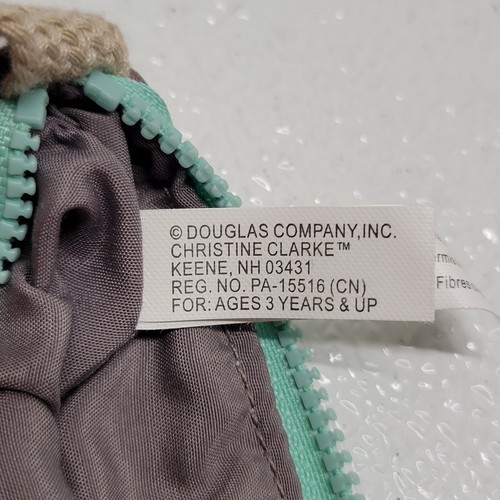 © DOUGLAS COMPANY,INC.
CHRISTINE CLARKE™
KEENE, NH 03431
REG. NO. PA-15516 (CN)
FOR: AGES 3 YEARS & UP
Fibres